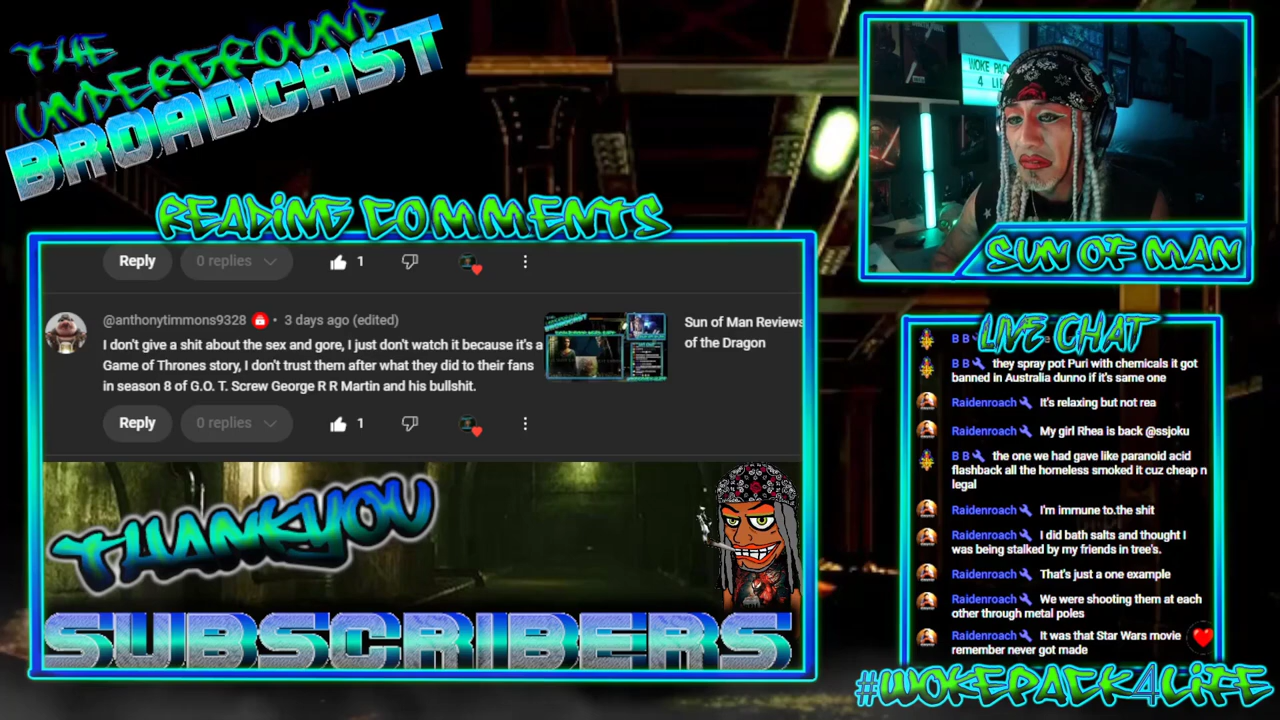 THE
UNDERGROUND
BROADCAST
WOKE PAC
4 LI
READING COMMENTS
SUN OF MAN
Reply
0 replies
1
@anthonytimmons9328 • 3 days ago (edited)
I don't give a shit about the sex and gore, I just don't watch it because it's a
Game of Thrones story, I don't trust them after what they did to their fans
in season 8 of G.O. T. Screw George R R Martin and his bullshit.
Sun of Man Reviews
of the Dragon
Reply
0 replies
1
THANKYOU
SUBSCRIBERS
LIVE CHAT
B B
B B they spray pot Puri with chemicals it got
banned in Australia dunno if it's same one
Raidenroach It's relaxing but not rea
Raidenroach My girl Rhea is back @ssjoku
B B the one we had gave like paranoid acid
flashback all the homeless smoked it cuz cheap n
legal
Raidenroach I'm immune to.the shit
Raidenroach I did bath salts and thought I
was being stalked by my friends in tree's.
Raidenroach That's just a one example
Raidenroach We were shooting them at each
other through metal poles
Raidenroach It was that Star Wars movie
remember never got made
#WOKEPACK4LIFE